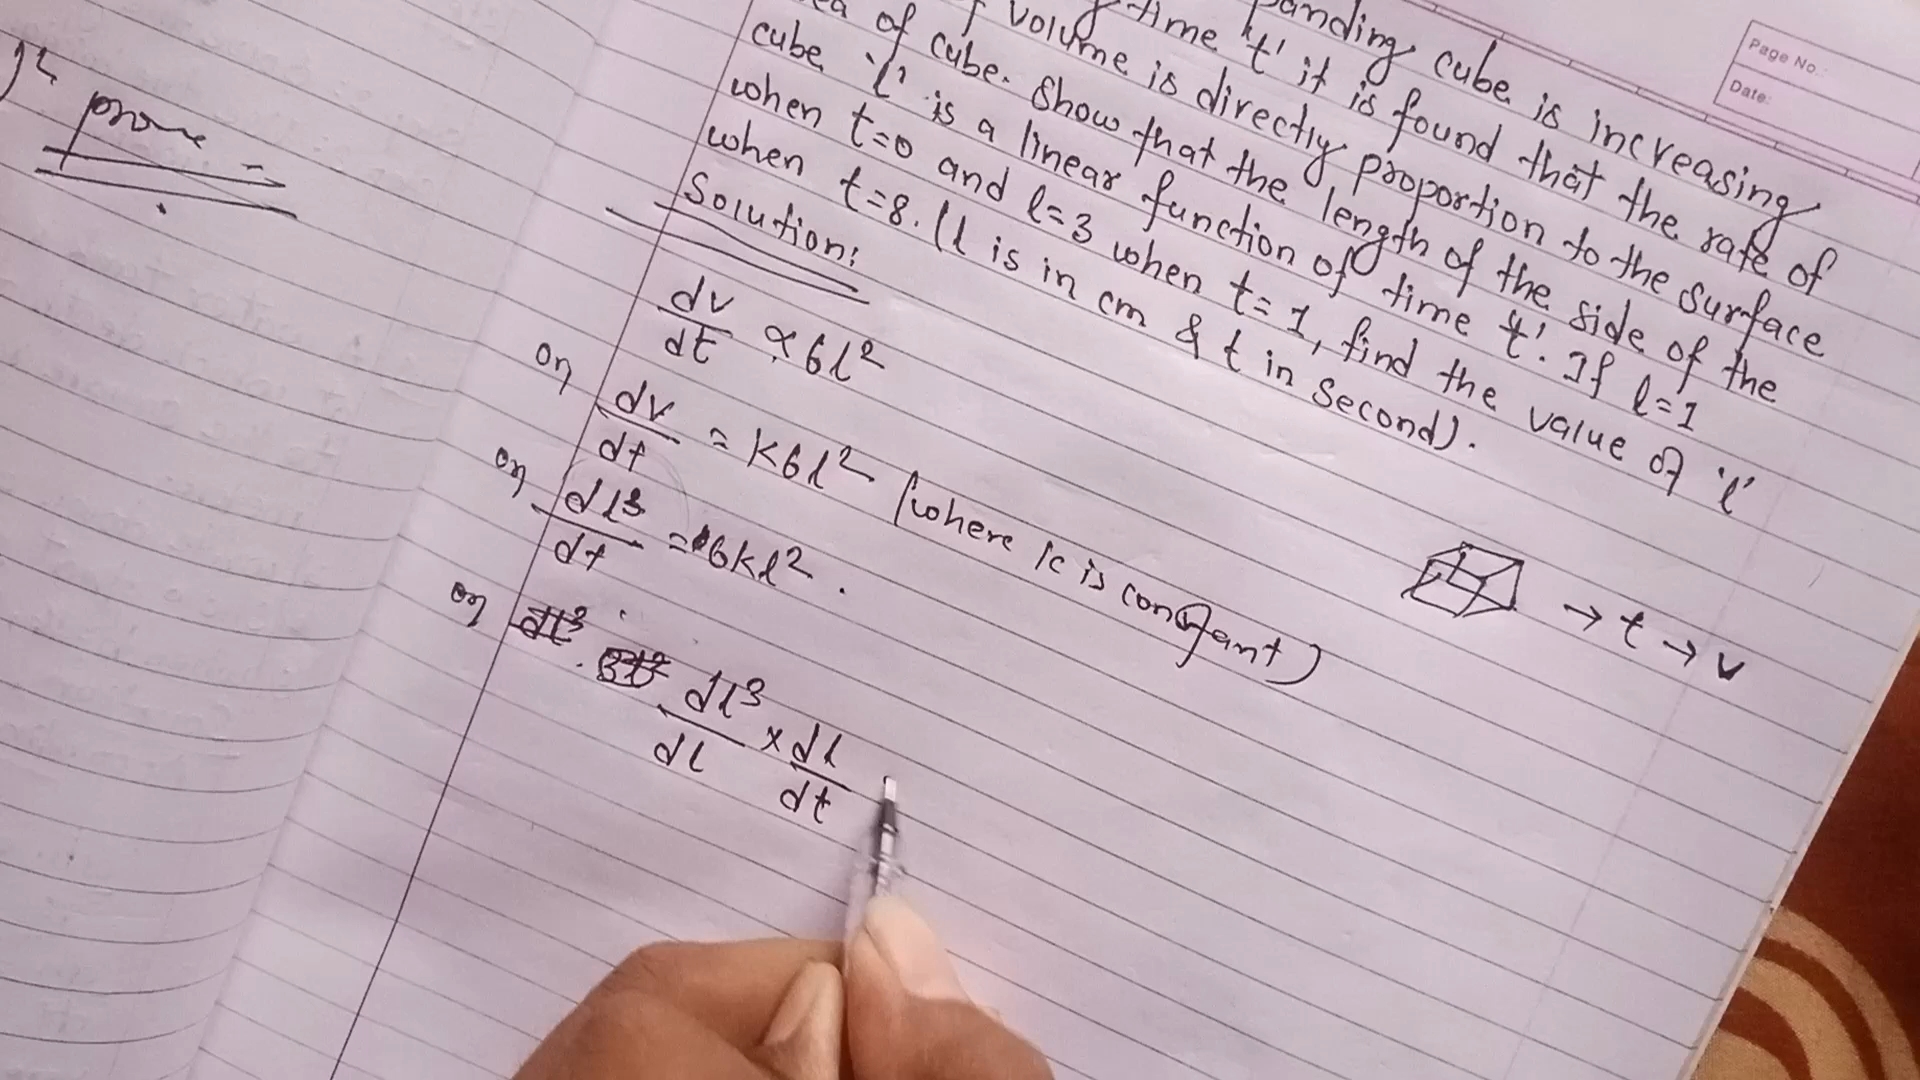 Page No.:
Date:
panding cube is increasing
time 't' it is found that the rate of
of volume is directly proportion to the surface
of cube. Show that the length of the side of the
cube 'l' is a linear function of time 't'. If l=1
when t=0 and l=3 when t=1, find the value of 'l'
when t=8. (l is in cm & t in second).
Solution:
dv/dt ∝ 6l²
or dv/dt = K6l² (where k is constant)
or dl³/dt = 6kl².
or dl³/dl × dl/dt
→ t → v
prove